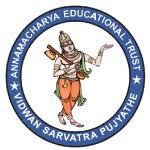 ANNAMACHARYA EDUCATIONAL TRUST
VIDWAN SARVATRA PUJYATHE